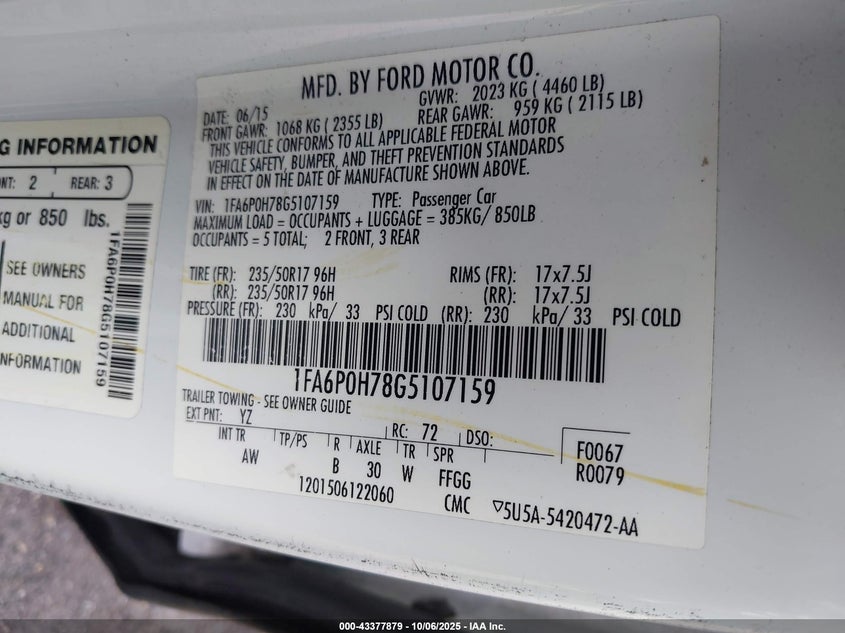 G INFORMATION
NT: 2 REAR: 3
kg or 850 lbs.
SEE OWNERS
MANUAL FOR
ADDITIONAL
NFORMATION
1FA6P0H78G5107159
MFD. BY FORD MOTOR CO.
DATE: 06/15 GVWR: 2023 KG ( 4460 LB)
FRONT GAWR: 1068 KG ( 2355 LB) REAR GAWR: 959 KG ( 2115 LB)
THIS VEHICLE CONFORMS TO ALL APPLICABLE FEDERAL MOTOR
VEHICLE SAFETY, BUMPER, AND THEFT PREVENTION STANDARDS
IN EFFECT ON THE DATE OF MANUFACTURE SHOWN ABOVE.
VIN: 1FA6P0H78G5107159 TYPE: Passenger Car
MAXIMUM LOAD = OCCUPANTS + LUGGAGE = 385KG/ 850LB
OCCUPANTS = 5 TOTAL; 2 FRONT, 3 REAR
TIRE (FR): 235/50R17 96H RIMS (FR): 17x7.5J
(RR): 235/50R17 96H (RR): 17x7.5J
PRESSURE (FR): 230 kPa/ 33 PSI COLD (RR): 230 kPa/ 33 PSI COLD
1FA6P0H78G5107159
TRAILER TOWING - SEE OWNER GUIDE
EXT PNT: YZ RC: 72 DSO: F0067
INT TR TP/PS R AXLE TR SPR R0079
AW B 30 W FFGG
1201506122060 CMC ▽5U5A-5420472-AA
000-43377879 | 10/06/2025 - IAA Inc.